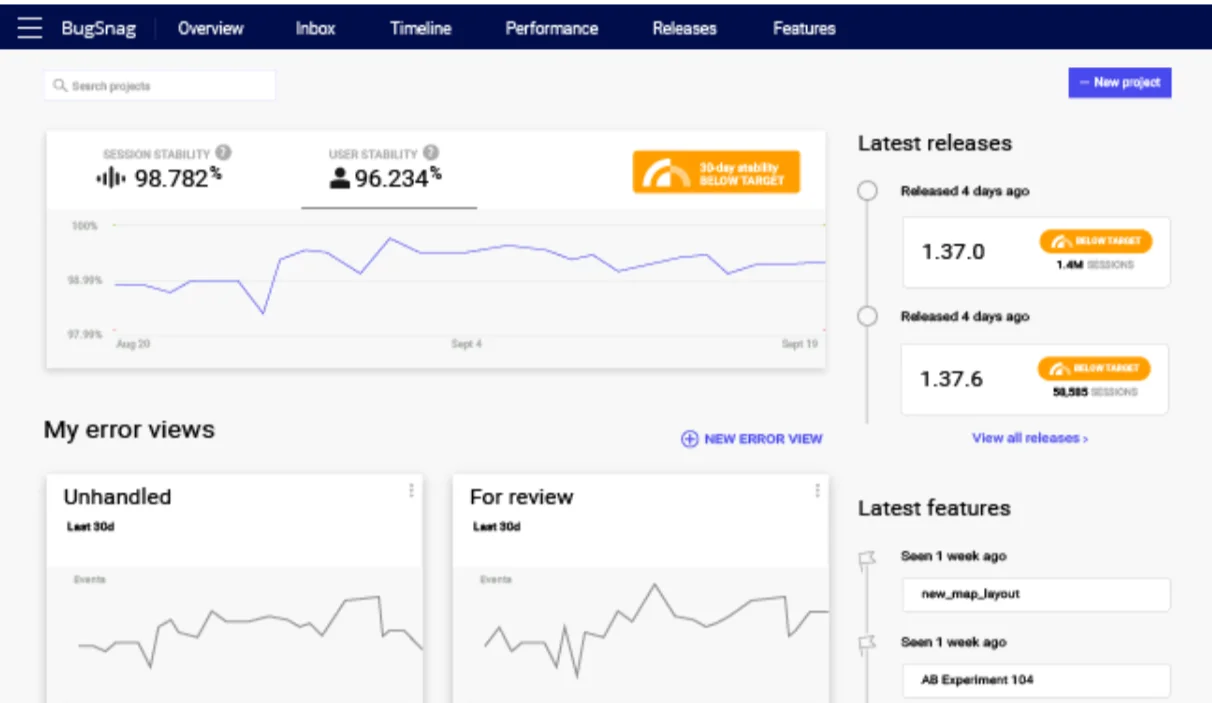 BugSnag Overview Inbox Timeline Performance Releases Features
Search projects
New project
SESSION STABILITY ?
98.782%
USER STABILITY ?
96.234%
30-day stability
BELOW TARGET
100%
98.99%
97.99%
Aug 20 Sept 4 Sept 19
My error views
NEW ERROR VIEW
Unhandled
Last 30d
Events
For review
Last 30d
Events
Latest releases
Released 4 days ago
1.37.0
BELOW TARGET
1.4M SESSIONS
Released 4 days ago
1.37.6
BELOW TARGET
58,585 SESSIONS
View all releases ›
Latest features
Seen 1 week ago
new_map_layout
Seen 1 week ago
AB Experiment 104